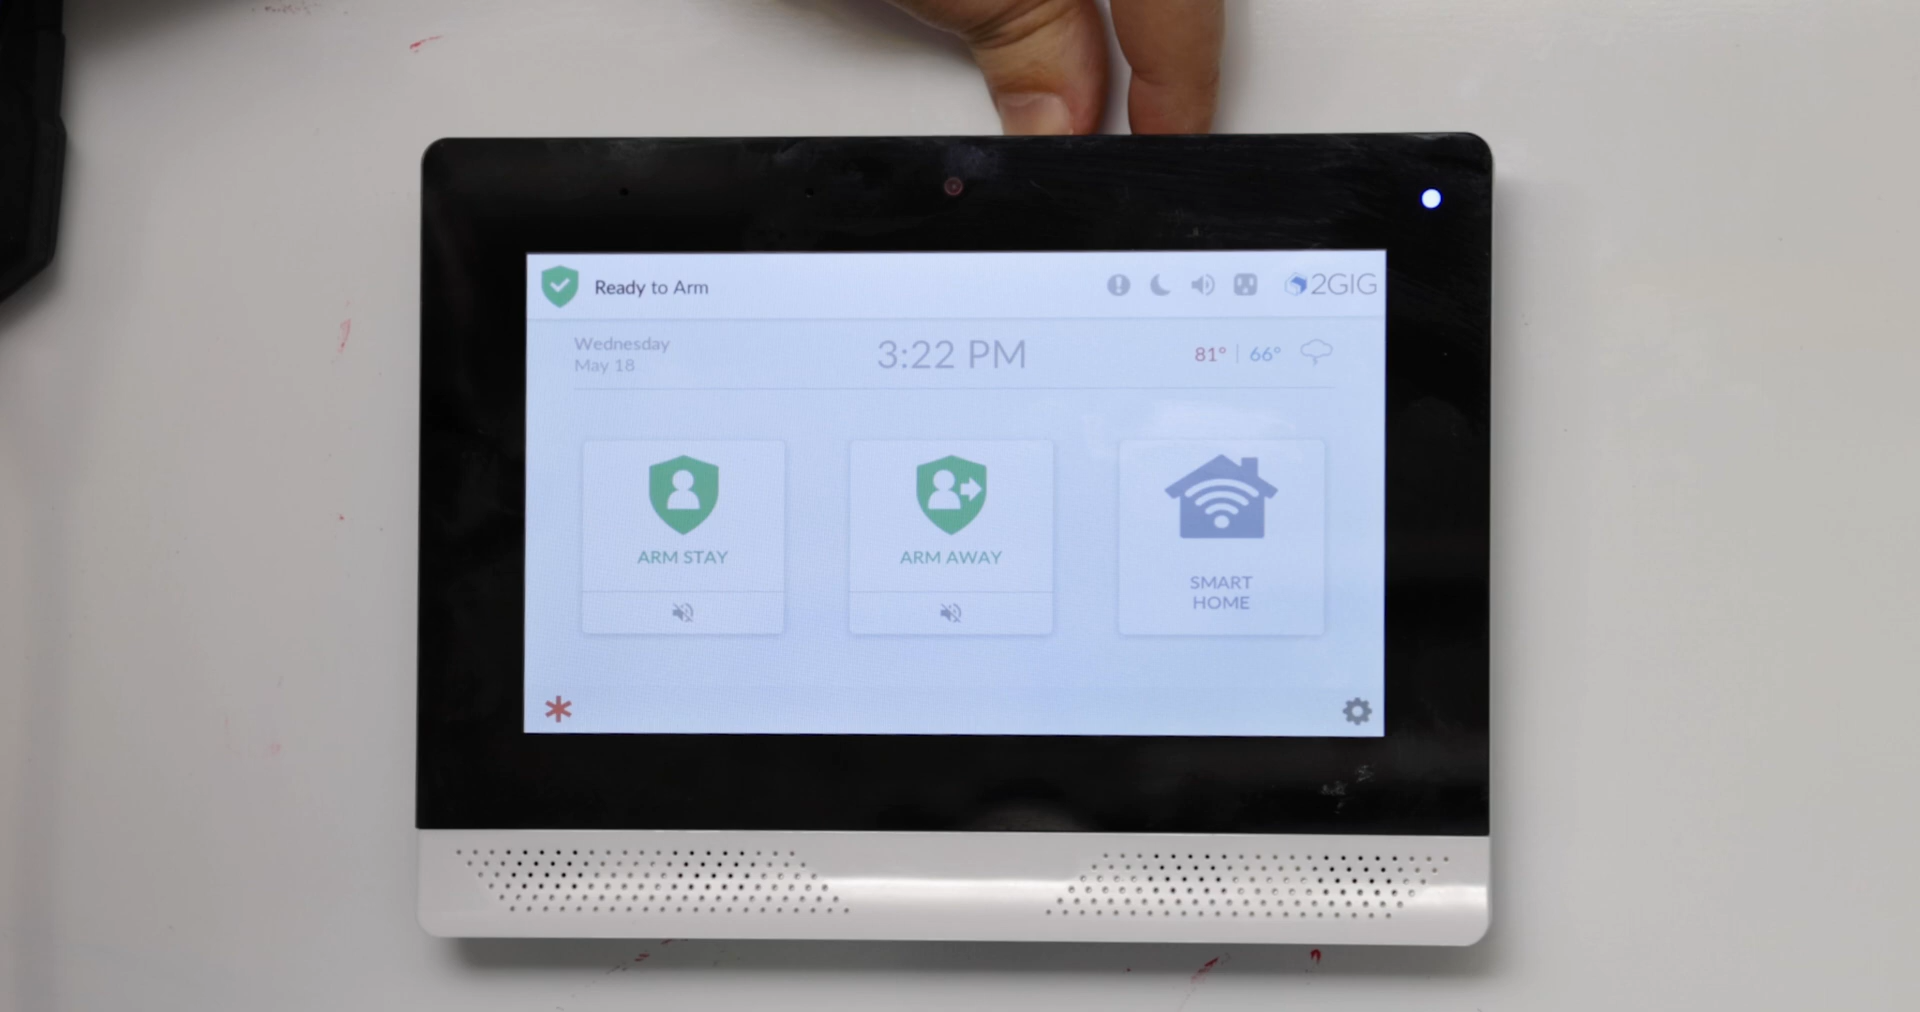 Ready to Arm
2GIG
Wednesday
May 18
3:22 PM
81° | 66°
ARM STAY
ARM AWAY
SMART
HOME